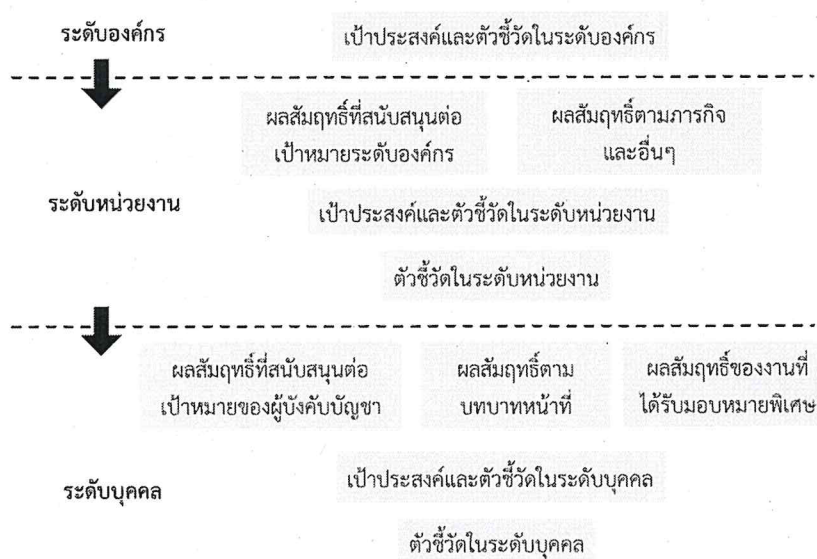 ระดับองค์กร
เป้าประสงค์และตัวชี้วัดในระดับองค์กร
ผลสัมฤทธิ์ที่สนับสนุนต่อ
เป้าหมายระดับองค์กร
ผลสัมฤทธิ์ตามภารกิจ
และอื่นๆ
ระดับหน่วยงาน
เป้าประสงค์และตัวชี้วัดในระดับหน่วยงาน
ตัวชี้วัดในระดับหน่วยงาน
ผลสัมฤทธิ์ที่สนับสนุนต่อ
เป้าหมายของผู้บังคับบัญชา
ผลสัมฤทธิ์ตาม
บทบาทหน้าที่
ผลสัมฤทธิ์ของงานที่
ได้รับมอบหมายพิเศษ
ระดับบุคคล
เป้าประสงค์และตัวชี้วัดในระดับบุคคล
ตัวชี้วัดในระดับบุคคล